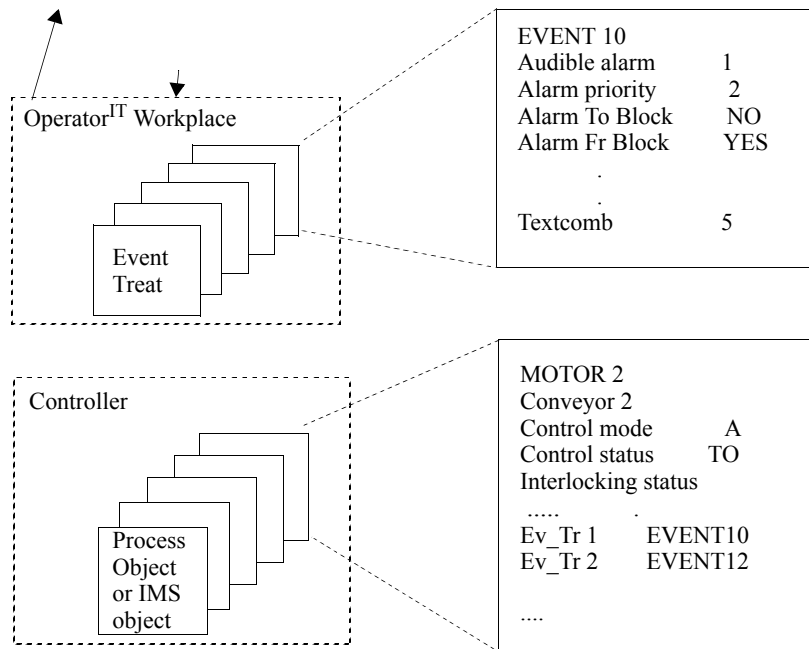 Operator^IT Workplace
Event
Treat
EVENT 10
Audible alarm 1
Alarm priority 2
Alarm To Block NO
Alarm Fr Block YES
.
.
Textcomb 5
Controller
Process
Object
or IMS
object
MOTOR 2
Conveyor 2
Control mode A
Control status TO
Interlocking status
..... .
Ev_Tr 1 EVENT10
Ev_Tr 2 EVENT12
....